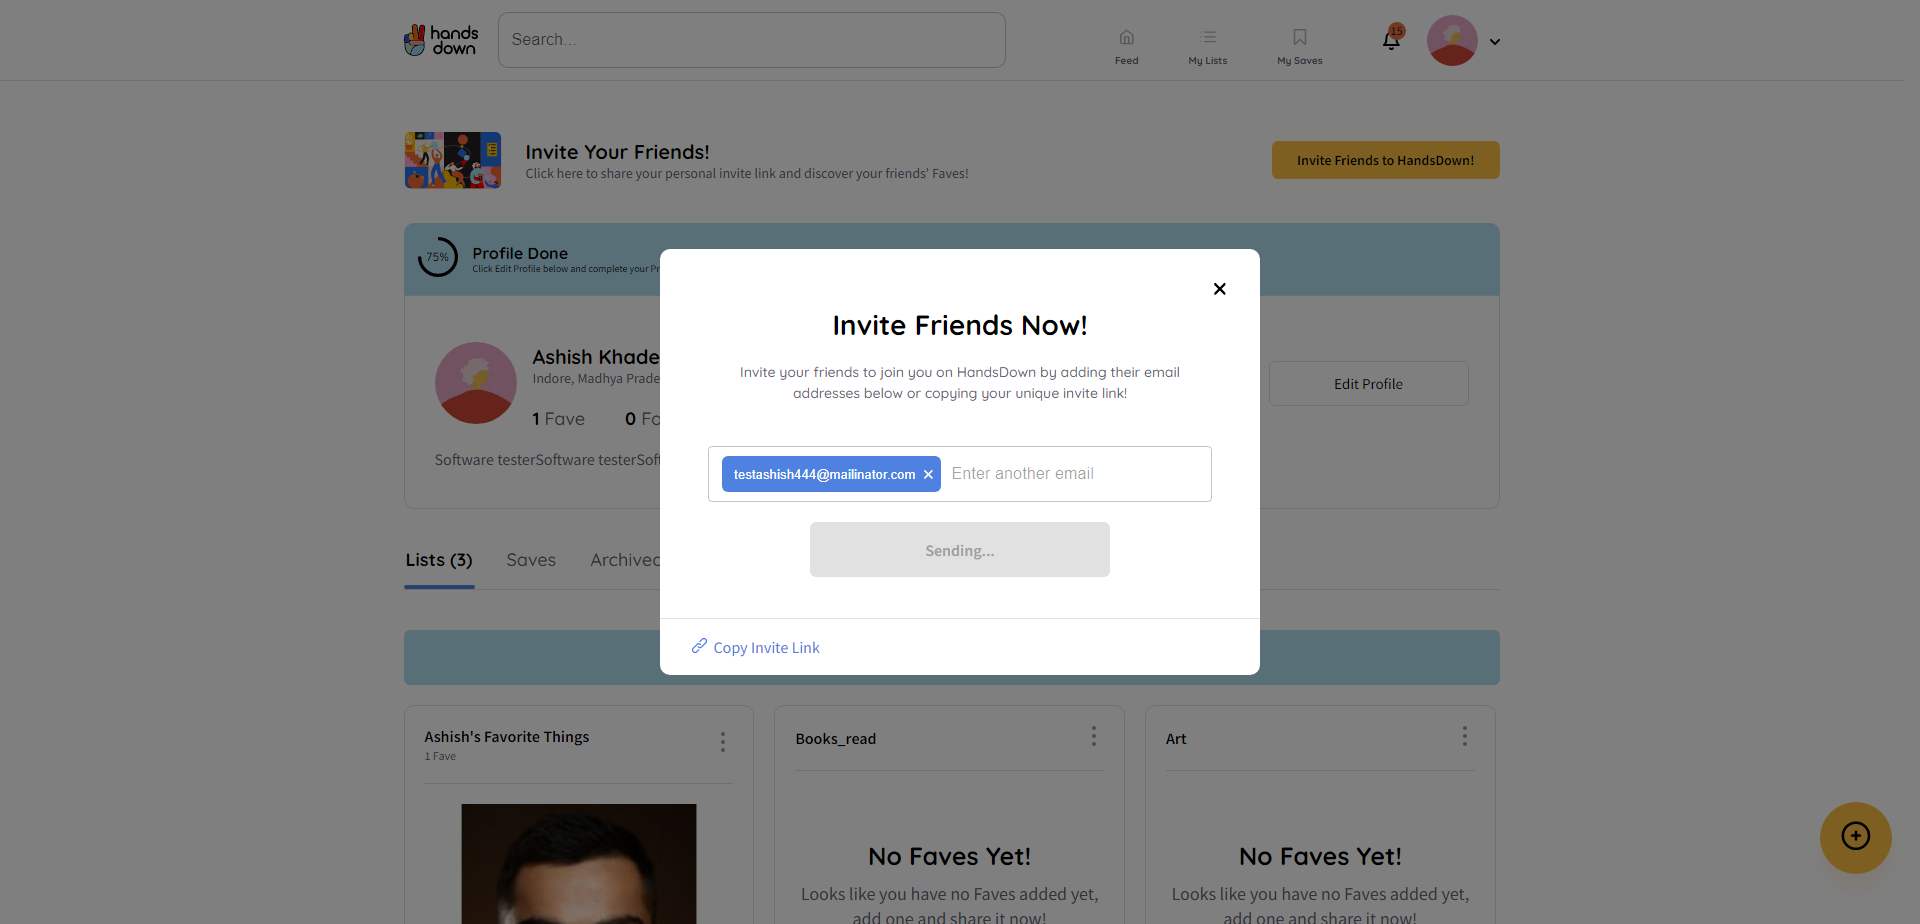 hands
down
Search...
Feed
My Lists
My Saves
15
Invite Your Friends!
Click here to share your personal invite link and discover your friends' Faves!
Invite Friends to HandsDown!
75%
Profile Done
Click Edit Profile below and complete your Pr
Ashish Khade
Indore, Madhya Prade
1 Fave
0 Fo
Software testerSoftware testerSoft
Edit Profile
Invite Friends Now!
Invite your friends to join you on HandsDown by adding their email
addresses below or copying your unique invite link!
testashish444@mailinator.com
Enter another email
Sending...
Copy Invite Link
Lists (3)
Saves
Archived
Ashish's Favorite Things
1 Fave
Books_read
No Faves Yet!
Looks like you have no Faves added yet,
add one and share it now!
Art
No Faves Yet!
Looks like you have no Faves added yet,
add one and share it now!